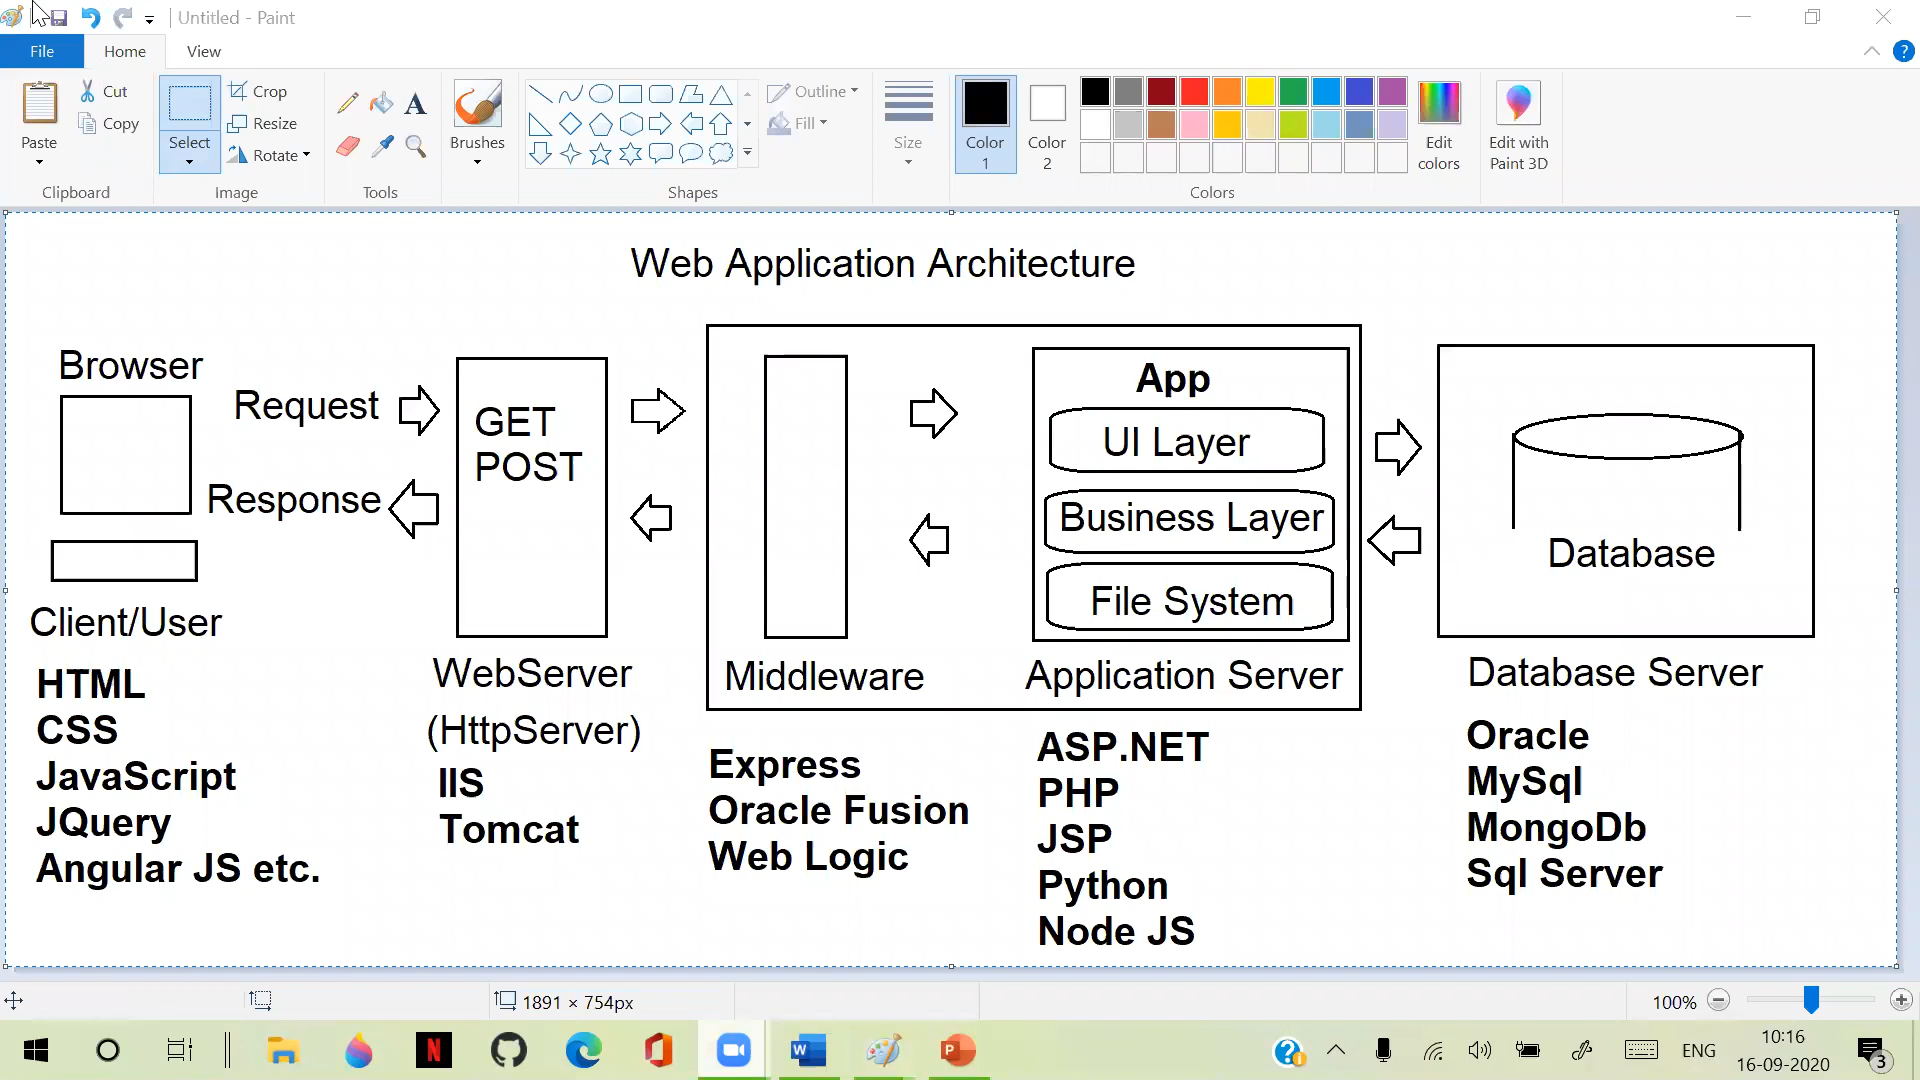 Untitled - Paint
File Home View
Paste
Cut
Copy
Clipboard
Select
Crop
Resize
Rotate
Image
A
Tools
Brushes
Shapes
Outline
Fill
Size
Color 1
Color 2
Colors
Edit colors
Edit with Paint 3D
?
Web Application Architecture
Browser
Request
Response
Client/User
HTML
CSS
JavaScript
JQuery
Angular JS etc.
GET
POST
WebServer
(HttpServer)
IIS
Tomcat
Middleware
Express
Oracle Fusion
Web Logic
App
UI Layer
Business Layer
File System
Application Server
ASP.NET
PHP
JSP
Python
Node JS
Database
Database Server
Oracle
MySql
MongoDb
Sql Server
1891 × 754px
100%
N
W
P
?
ENG
10:16
16-09-2020
3